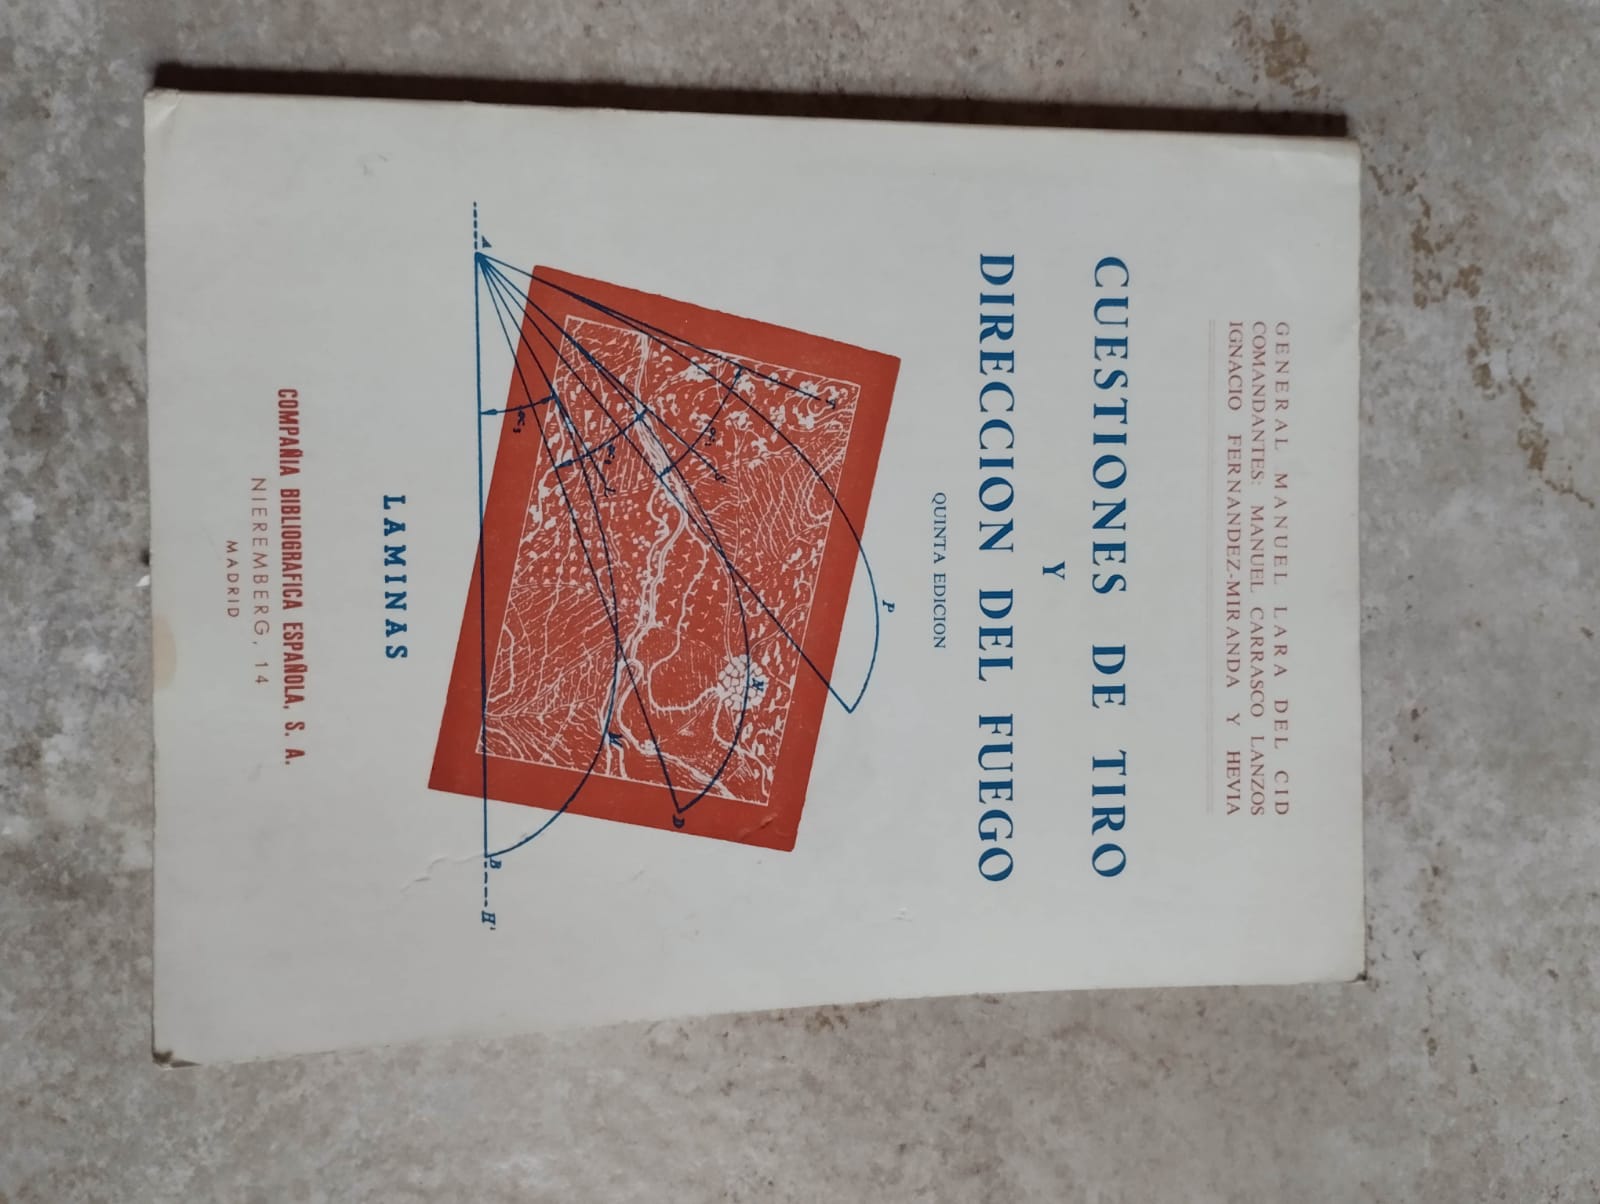 GENERAL MANUEL LARA DEL CID
COMANDANTES: MANUEL CARRASCO LANZOS
IGNACIO FERNANDEZ-MIRANDA Y HEVIA
CUESTIONES DE TIRO
Y
DIRECCION DEL FUEGO
QUINTA EDICION
P
N
A
M
D
B
H'
LAMINAS
COMPAÑIA BIBLIOGRAFICA ESPAÑOLA, S. A.
NIEREMBERG, 14
MADRID